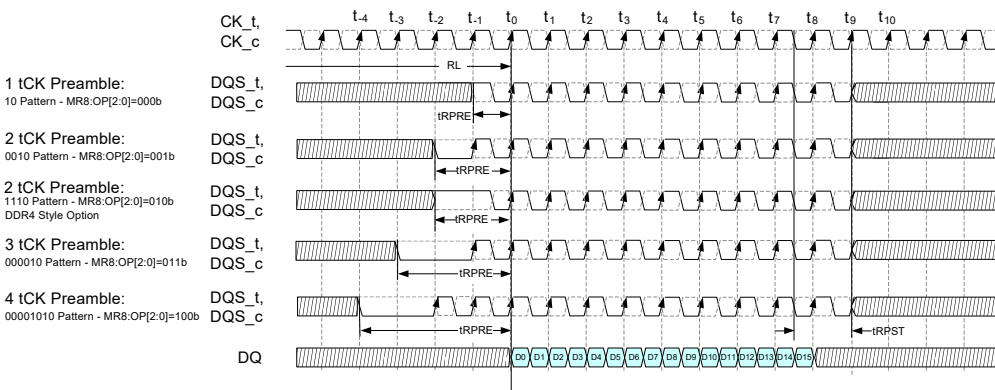 CK_t,
CK_c
t-4 t-3 t-2 t-1 t0 t1 t2 t3 t4 t5 t6 t7 t8 t9 t10
RL
1 tCK Preamble:
10 Pattern - MR8:OP[2:0]=000b
DQS_t,
DQS_c
tRPRE
2 tCK Preamble:
0010 Pattern - MR8:OP[2:0]=001b
DQS_t,
DQS_c
tRPRE
2 tCK Preamble:
1110 Pattern - MR8:OP[2:0]=010b
DDR4 Style Option
DQS_t,
DQS_c
tRPRE
3 tCK Preamble:
000010 Pattern - MR8:OP[2:0]=011b
DQS_t,
DQS_c
tRPRE
4 tCK Preamble:
00001010 Pattern - MR8:OP[2:0]=100b
DQS_t,
DQS_c
tRPRE
tRPST
DQ
D0 D1 D2 D3 D4 D5 D6 D7 D8 D9 D10 D11 D12 D13 D14 D15